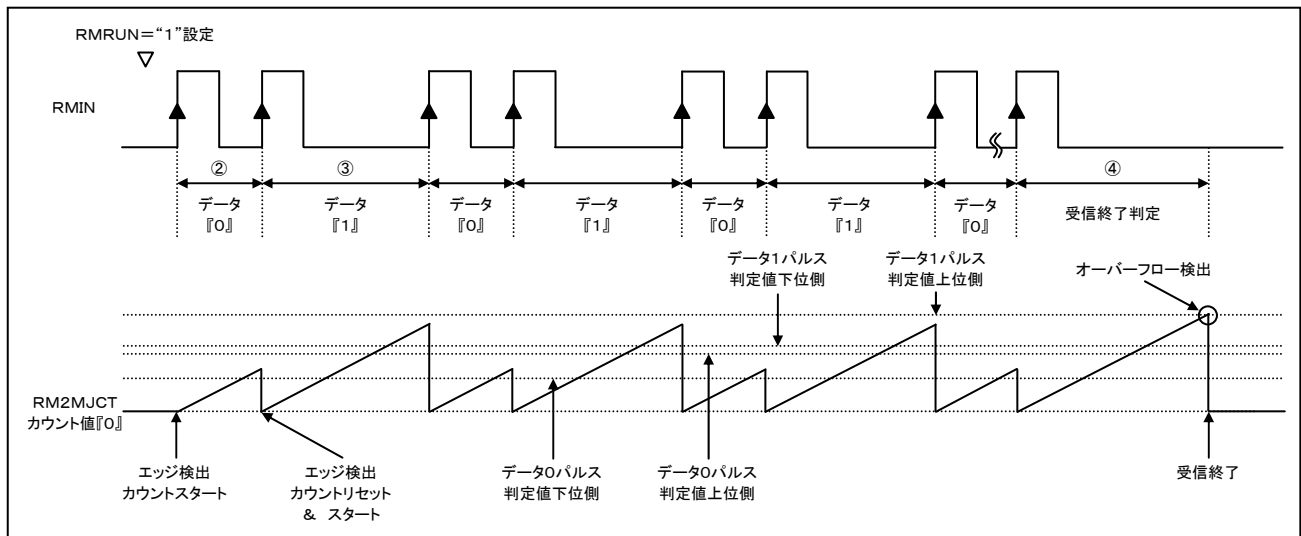 RMRUN＝“１”設定
RMIN
②
③
④
データ
『0』
データ
『1』
データ
『0』
データ
『1』
データ
『0』
データ
『1』
データ
『0』
受信終了判定
データ1パルス
判定値下位側
データ1パルス
判定値上位側
オーバーフロー検出
RM2MJCT
カウント値『0』
エッジ検出
カウントスタート
エッジ検出
カウントリセット
＆　スタート
データ0パルス
判定値下位側
データ0パルス
判定値上位側
受信終了